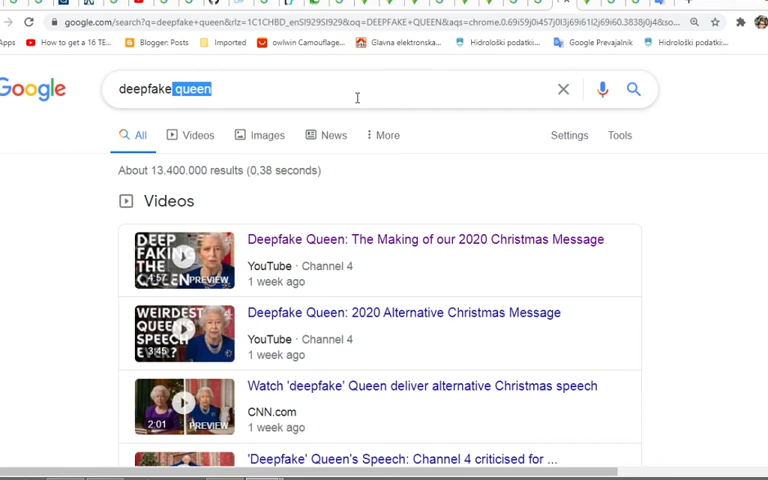 google.com/search?q=deepfake+queen&rlz=1C1CHBD_enSI929SI929&oq=DEEPFAKE+QUEEN&aqs=chrome.0.69i59j0i457j0l3j69i61l2j69i60.3838j0j4&so...
Apps How to get a 16 TE... Blogger: Posts Imported owlwin Camouflage... Glavna elektronska... Hidrološki podatki... Google Prevajalnik Hidrološki podatki...
Google deepfake queen
All Videos Images News More Settings Tools
About 13.400.000 results (0,38 seconds)
Videos
DEEP FAKING THE QUEEN
4:57 PREVIEW
Deepfake Queen: The Making of our 2020 Christmas Message
YouTube · Channel 4
1 week ago
WEIRDEST QUEEN'S SPEECH EVER?
3:45
Deepfake Queen: 2020 Alternative Christmas Message
YouTube · Channel 4
1 week ago
2:01 PREVIEW
Watch 'deepfake' Queen deliver alternative Christmas speech
CNN.com
1 week ago
'Deepfake' Queen's Speech: Channel 4 criticised for ...